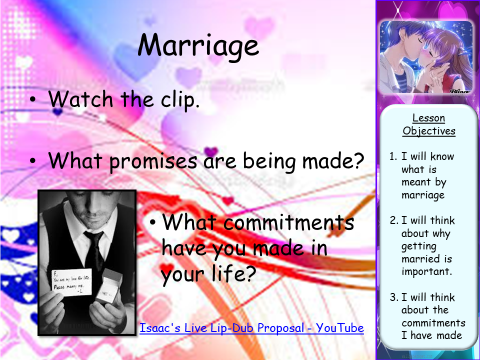 Marriage
• Watch the clip.
• What promises are being made?
• What commitments
have you made in
your life?
Isaac's Live Lip-Dub Proposal - YouTube
Lesson
Objectives
1. I will know
what is
meant by
marriage
2. I will think
about why
getting
married is
important.
3. I will think
about the
commitments
I have made